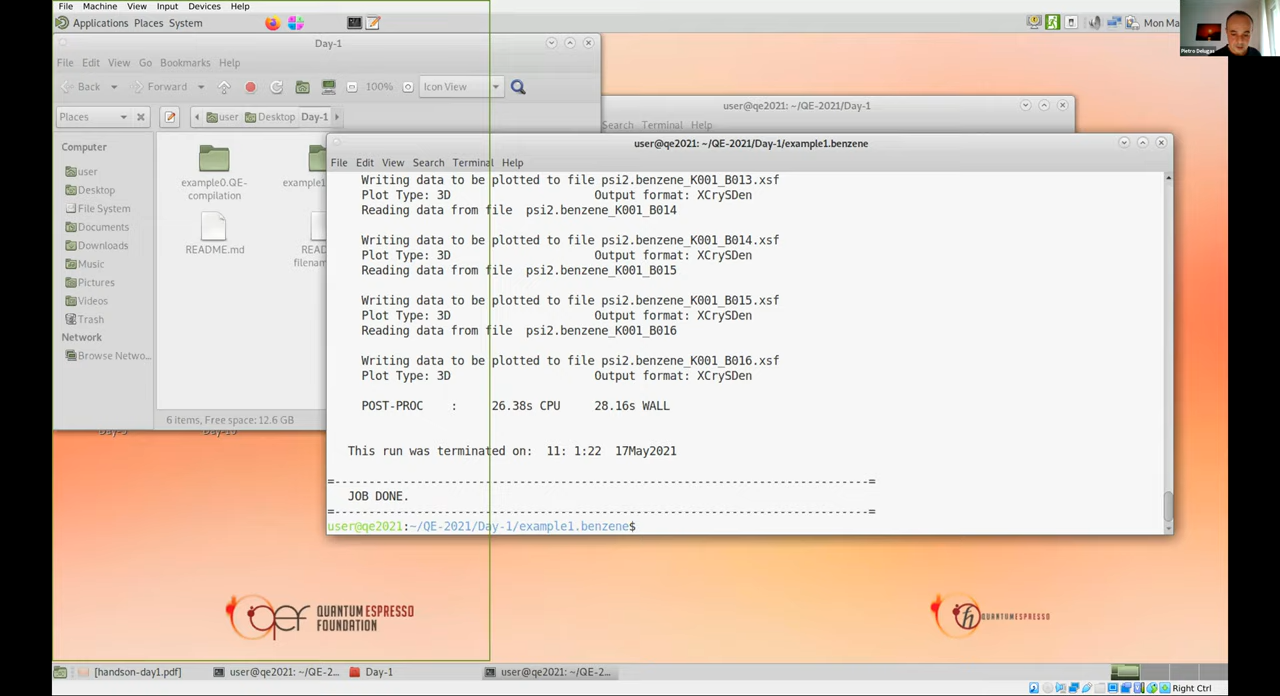 File Machine View Input Devices Help
Applications Places System
Mon Ma
Pietro Delugas
Day-1
File Edit View Go Bookmarks Help
Back Forward 100% Icon View
Places user Desktop Day-1
Computer
user
Desktop
File System
Documents
Downloads
Music
Pictures
Videos
Trash
Network
Browse Netwo...
example0.QE-
compilation
example1
README.md
READ
filenam
6 items, Free space: 12.6 GB
user@qe2021: ~/QE-2021/Day-1
Search Terminal Help
user@qe2021: ~/QE-2021/Day-1/example1.benzene
File Edit View Search Terminal Help
Writing data to be plotted to file psi2.benzene_K001_B013.xsf
Plot Type: 3D Output format: XCrySDen
Reading data from file psi2.benzene_K001_B014
Writing data to be plotted to file psi2.benzene_K001_B014.xsf
Plot Type: 3D Output format: XCrySDen
Reading data from file psi2.benzene_K001_B015
Writing data to be plotted to file psi2.benzene_K001_B015.xsf
Plot Type: 3D Output format: XCrySDen
Reading data from file psi2.benzene_K001_B016
Writing data to be plotted to file psi2.benzene_K001_B016.xsf
Plot Type: 3D Output format: XCrySDen
POST-PROC : 26.38s CPU 28.16s WALL
This run was terminated on: 11: 1:22 17May2021
=------------------------------------------------------------------------------=
JOB DONE.
=------------------------------------------------------------------------------=
user@qe2021:~/QE-2021/Day-1/example1.benzene$
QUANTUM ESPRESSO
FOUNDATION
QUANTUMESPRESSO
[handson-day1.pdf] user@qe2021: ~/QE-2... Day-1 user@qe2021: ~/QE-2...
Right Ctrl